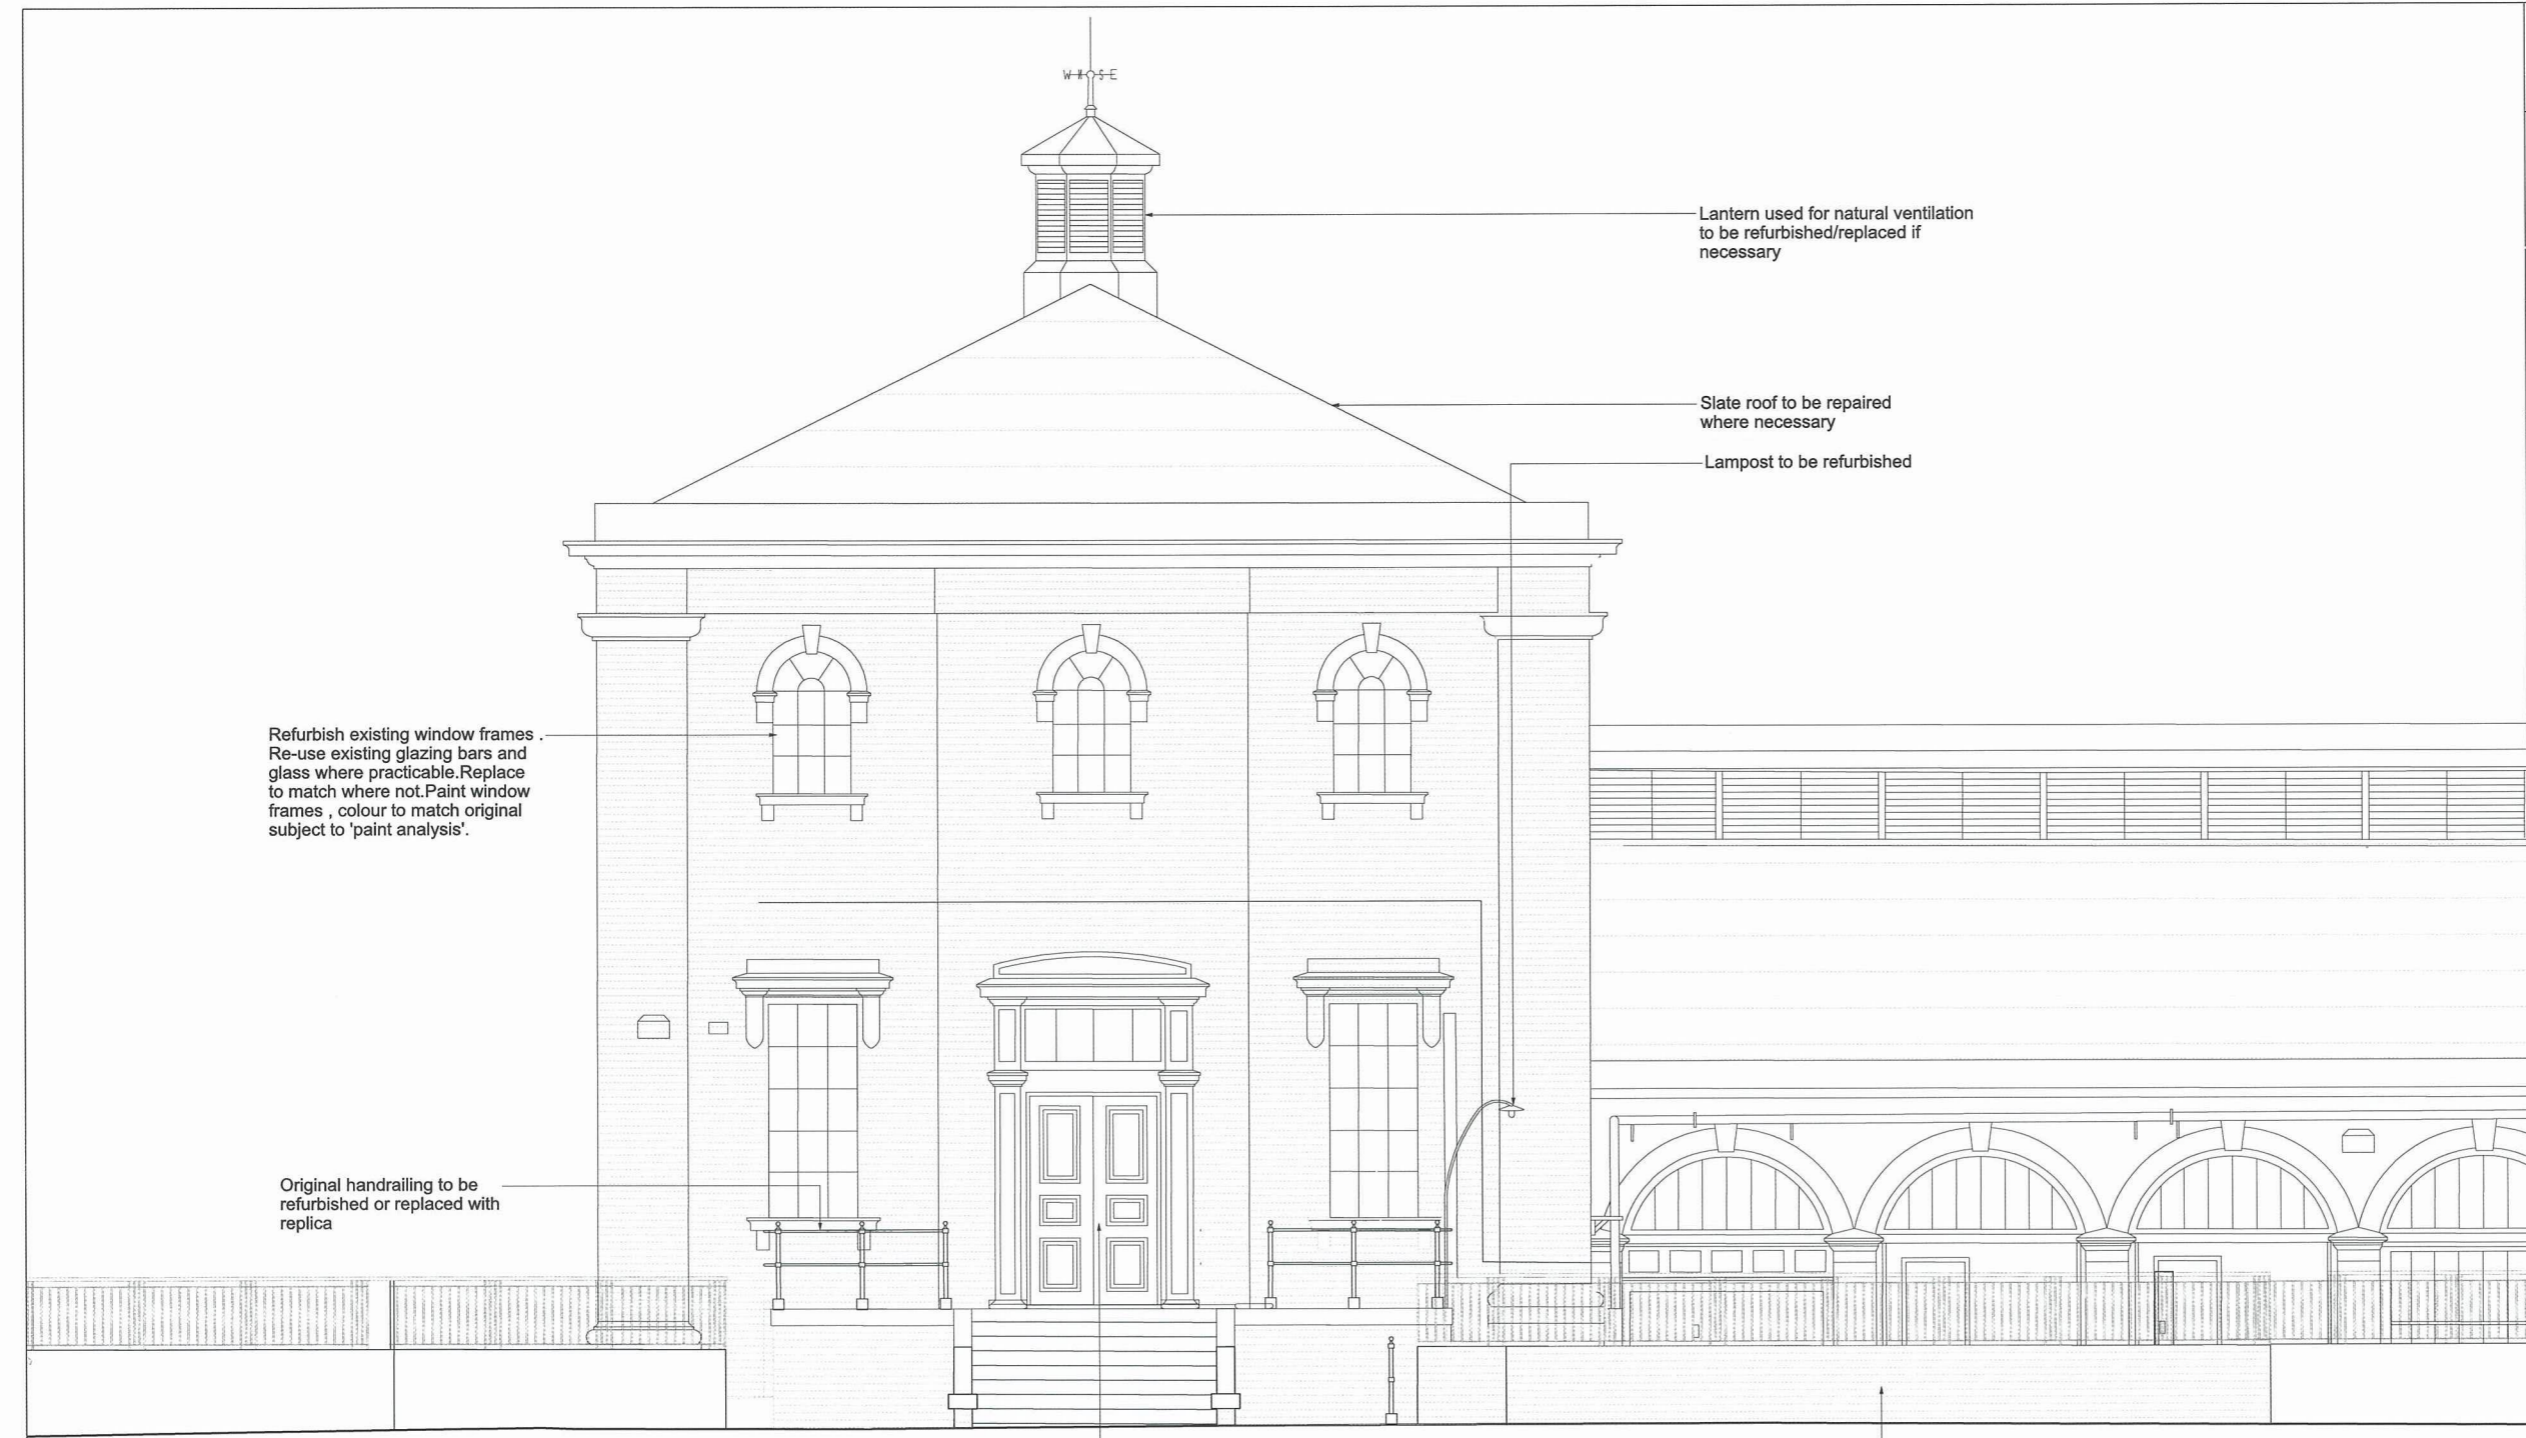 W N S E
Lantern used for natural ventilation
to be refurbished/replaced if
necessary
Slate roof to be repaired
where necessary
Lampost to be refurbished
Refurbish existing window frames .
Re-use existing glazing bars and
glass where practicable.Replace
to match where not.Paint window
frames , colour to match original
subject to 'paint analysis'.
Original handrailing to be
refurbished or replaced with
replica